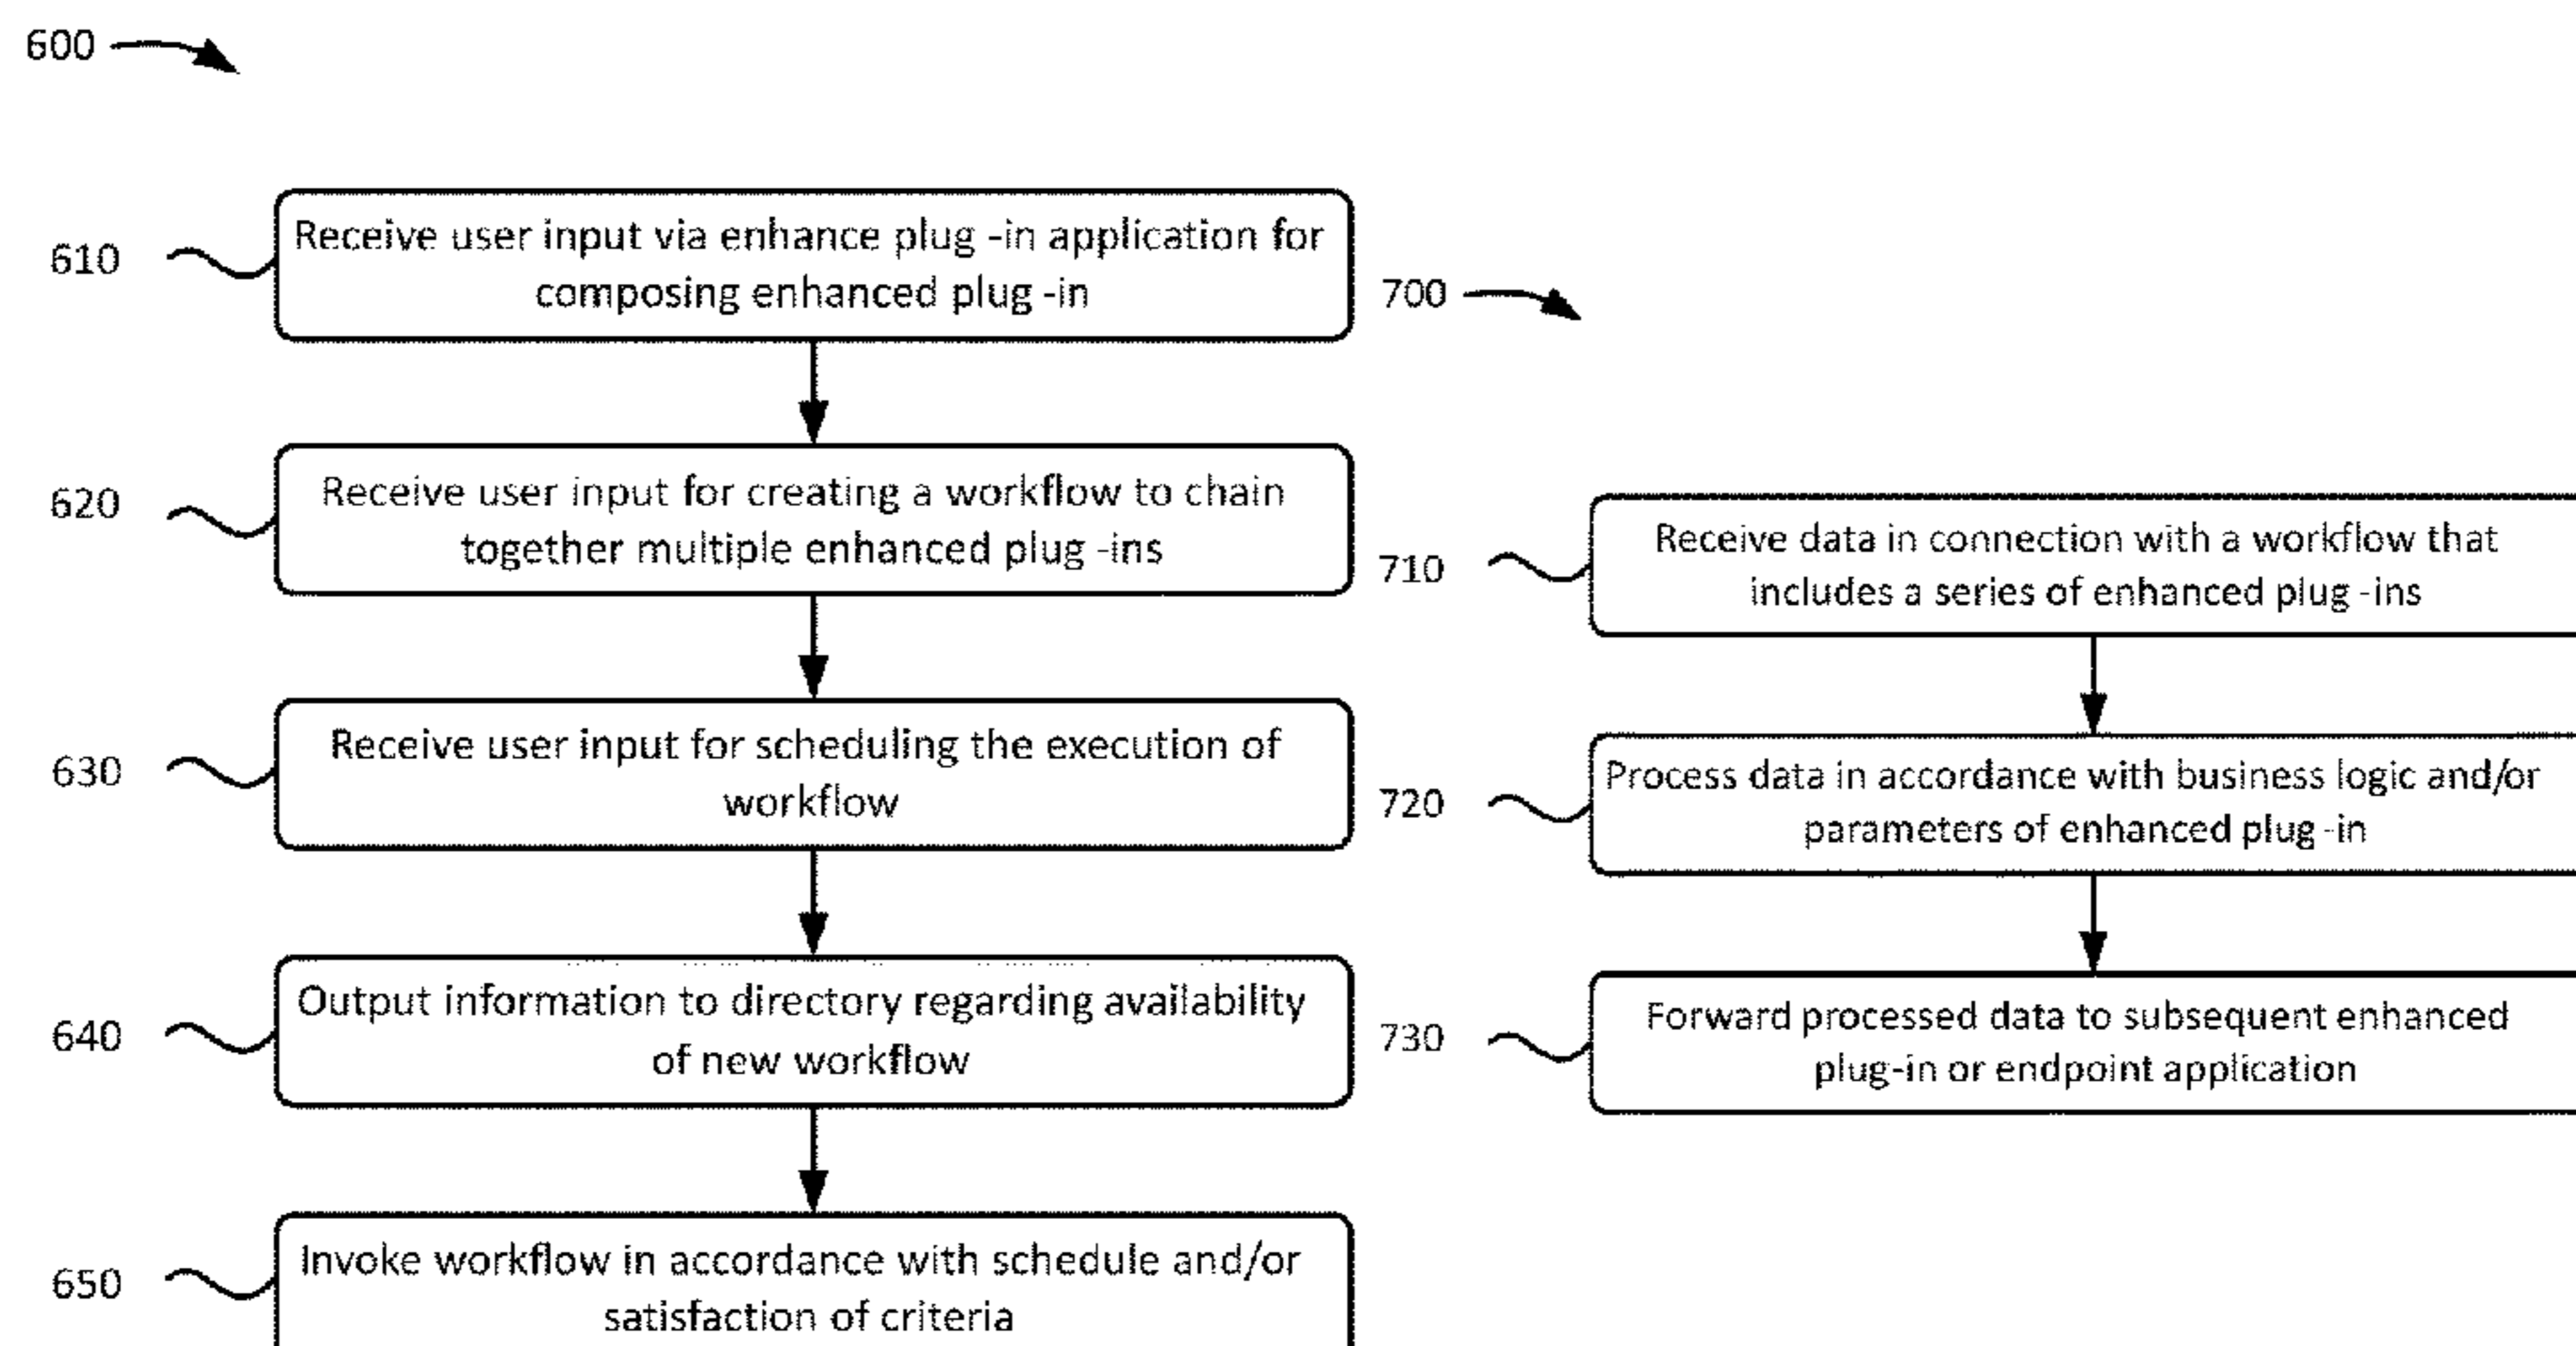 600
610
Receive user input via enhance plug -in application for
composing enhanced plug -in
620
Receive user input for creating a workflow to chain
together multiple enhanced plug -ins
630
Receive user input for scheduling the execution of
workflow
640
Output information to directory regarding availability
of new workflow
650
Invoke workflow in accordance with schedule and/or
satisfaction of criteria
700
710
Receive data in connection with a workflow that
includes a series of enhanced plug -ins
720
Process data in accordance with business logic and/or
parameters of enhanced plug -in
730
Forward processed data to subsequent enhanced
plug-in or endpoint application